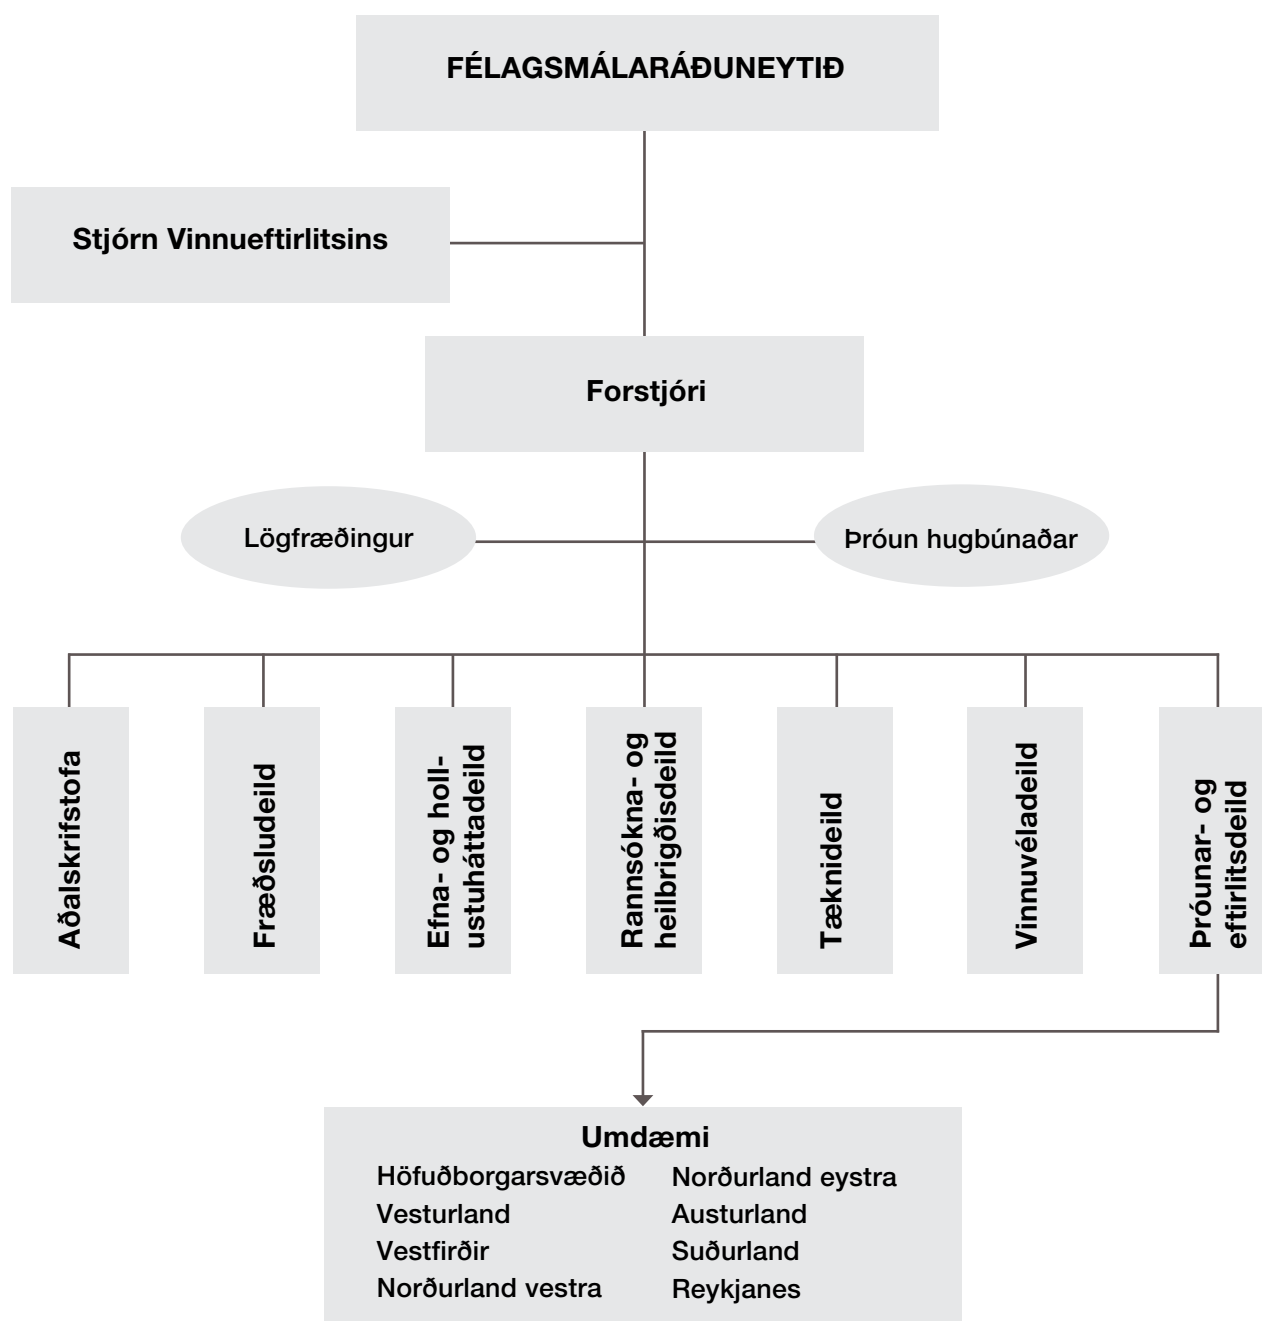 FÉLAGSMÁLARÁÐUNEYTIÐ
Stjórn Vinnueftirlitsins
Forstjóri
Lögfræðingur
Þróun hugbúnaðar
Aðalskrifstofa
Fræðsludeild
Efna- og holl-
ustuháttadeild
Rannsókna- og
heilbrigðisdeild
Tæknideild
Vinnuvéladeild
Þróunar- og
eftirlitsdeild
Umdæmi
Höfuðborgarsvæðið
Vesturland
Vestfirðir
Norðurland vestra
Norðurland eystra
Austurland
Suðurland
Reykjanes